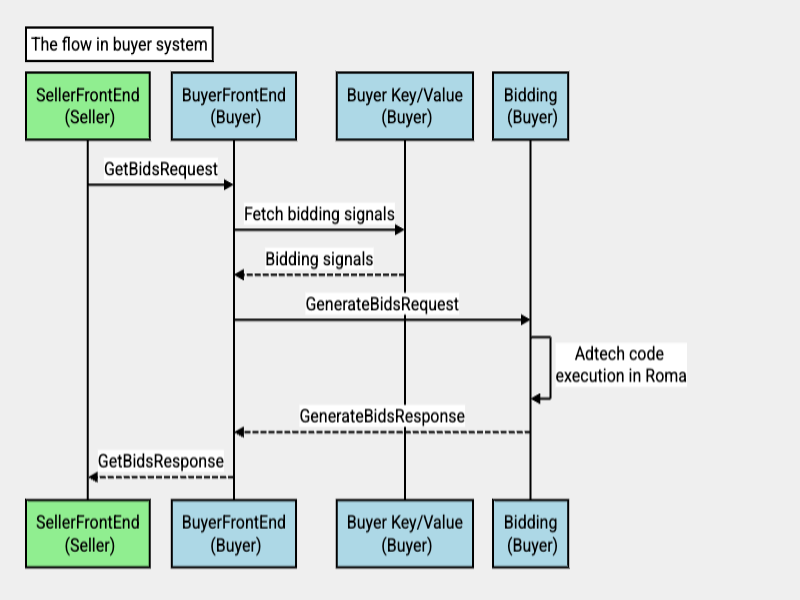 The flow in buyer system
SellerFrontEnd
(Seller)
BuyerFrontEnd
(Buyer)
Buyer Key/Value
(Buyer)
Bidding
(Buyer)
GetBidsRequest
Fetch bidding signals
Bidding signals
GenerateBidsRequest
Adtech code
execution in Roma
GenerateBidsResponse
GetBidsResponse
SellerFrontEnd
(Seller)
BuyerFrontEnd
(Buyer)
Buyer Key/Value
(Buyer)
Bidding
(Buyer)